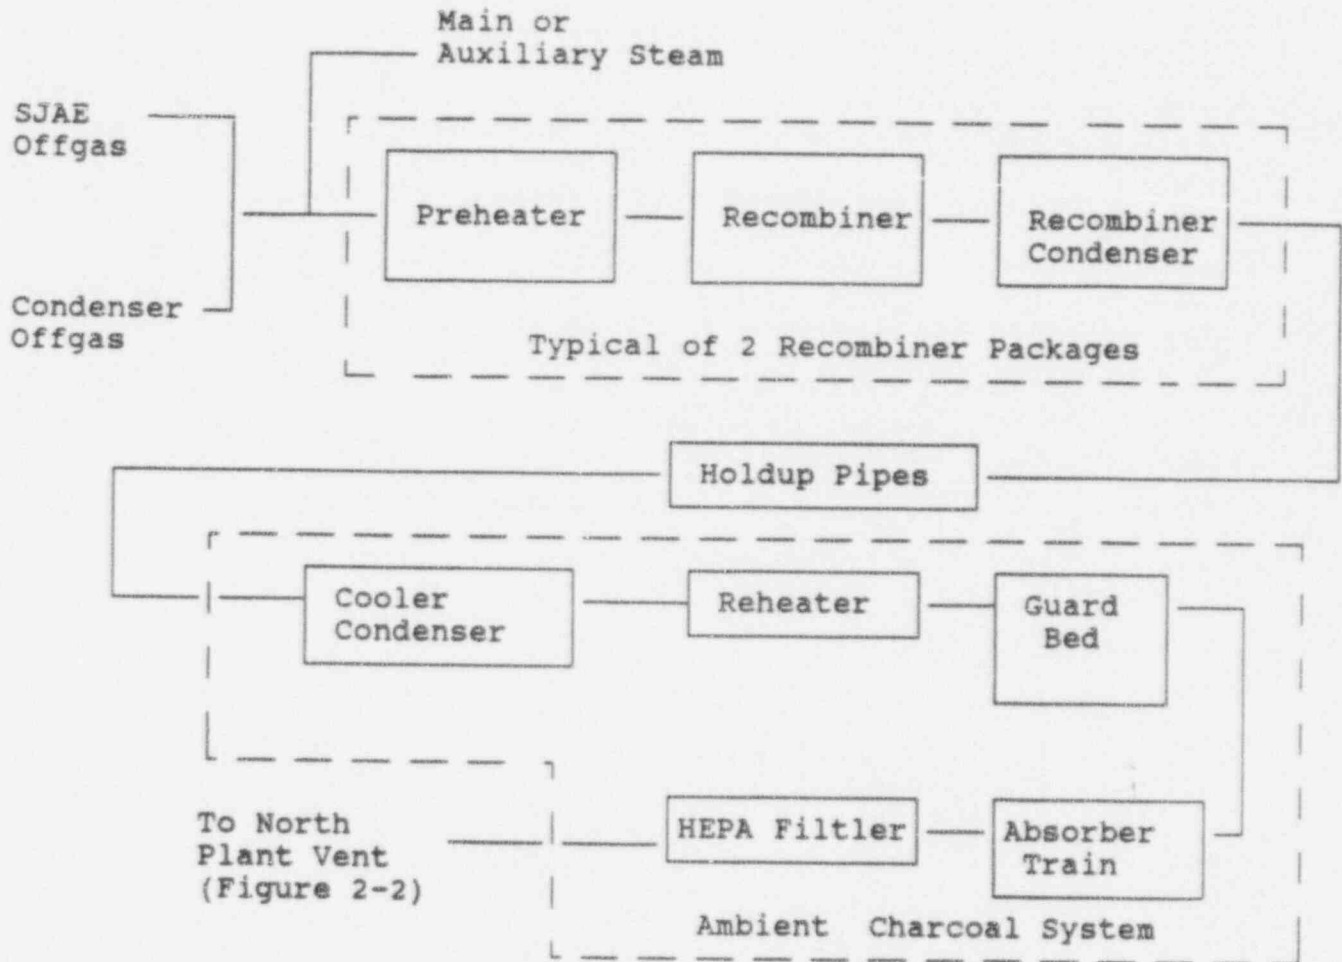 Main or
Auxiliary Steam
SJAE
Offgas
Preheater
Recombiner
Recombiner
Condenser
Condenser
Offgas
Typical of 2 Recombiner Packages
Holdup Pipes
Cooler
Condenser
Reheater
Guard
Bed
To North
Plant Vent
(Figure 2-2)
HEPA Filtler
Absorber
Train
Ambient Charcoal System